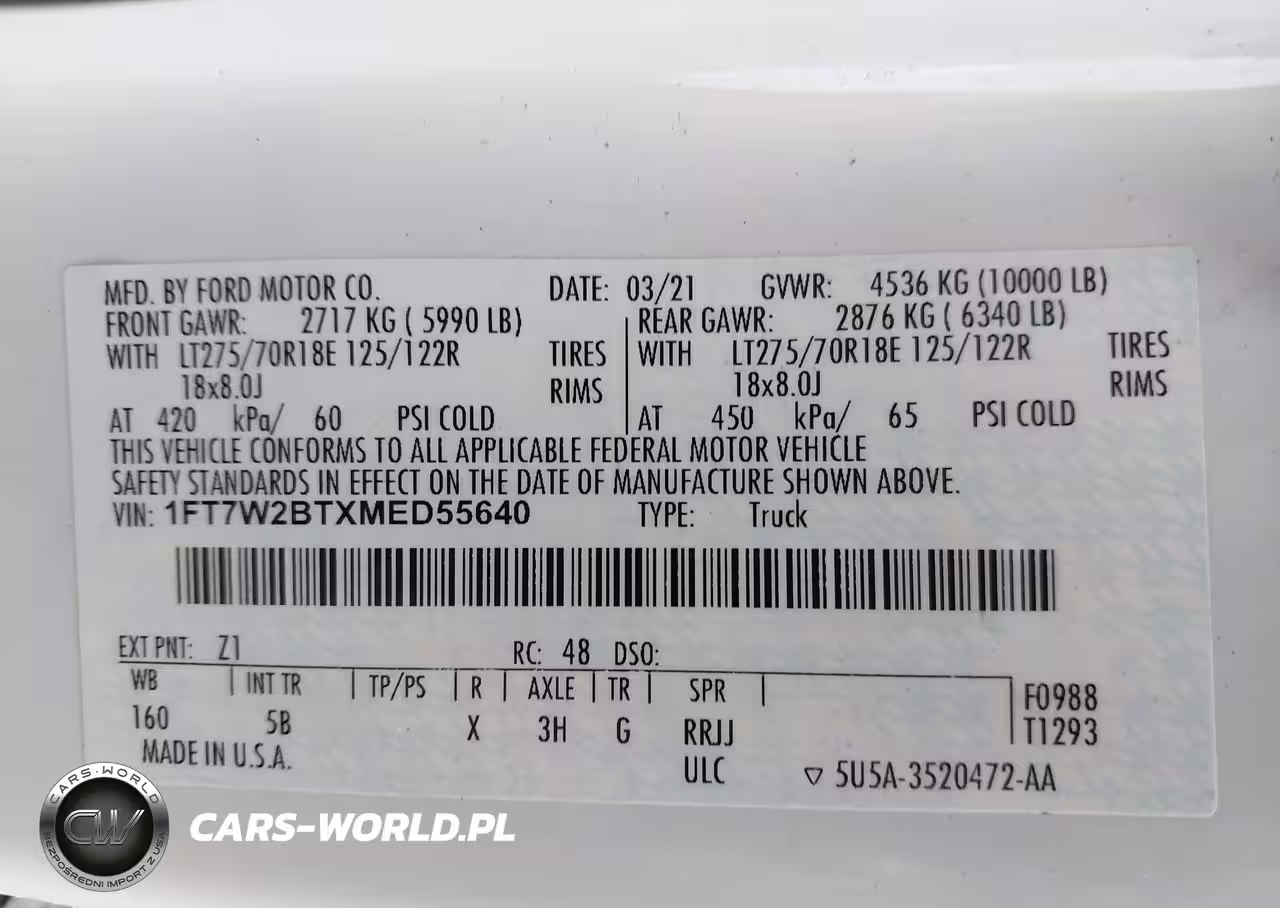 MFD. BY FORD MOTOR CO. DATE: 03/21 GVWR: 4536 KG (10000 LB)
FRONT GAWR: 2717 KG ( 5990 LB) REAR GAWR: 2876 KG ( 6340 LB)
WITH LT275/70R18E 125/122R TIRES WITH LT275/70R18E 125/122R TIRES
18x8.0J RIMS 18x8.0J RIMS
AT 420 kPa/ 60 PSI COLD AT 450 kPa/ 65 PSI COLD
THIS VEHICLE CONFORMS TO ALL APPLICABLE FEDERAL MOTOR VEHICLE
SAFETY STANDARDS IN EFFECT ON THE DATE OF MANUFACTURE SHOWN ABOVE.
VIN: 1FT7W2BTXMED55640 TYPE: Truck
EXT PNT: Z1 RC: 48 DSO:
WB INT TR TP/PS R AXLE TR SPR F0988
160 5B X 3H G RRJJ T1293
MADE IN U.S.A. ULC 5U5A-3520472-AA
CARS-WORLD
CW
BEZPOŚREDNI IMPORT Z USA
CARS-WORLD.PL